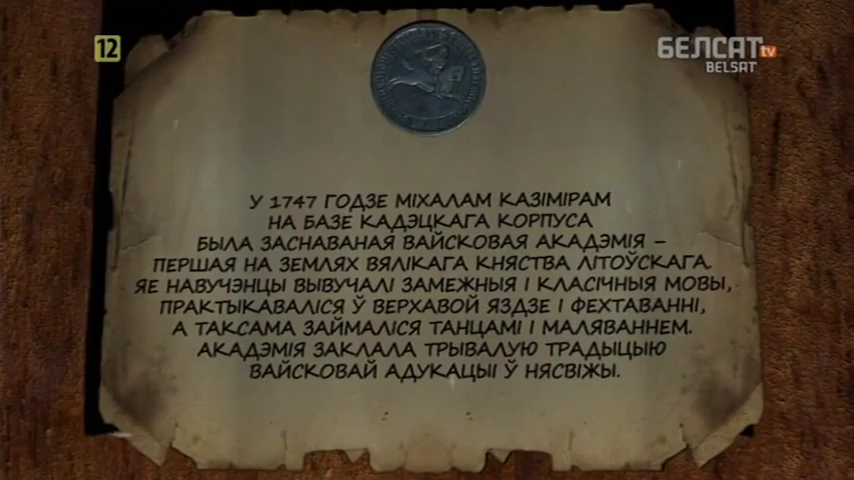 12
БЕЛСАТ tv
BELSAT
У 1747 ГОДЗЕ МІХАЛАМ КАЗІМІРАМ
НА БАЗЕ КАДЭЦКАГА КОРПУСА
БЫЛА ЗАСНАВАНАЯ ВАЙСКОВАЯ АКАДЭМІЯ –
ПЕРШАЯ НА ЗЕМЛЯХ ВЯЛІКАГА КНЯСТВА ЛІТОЎСКАГА.
ЯЕ НАВУЧЭНЦЫ ВЫВУЧАЛІ ЗАМЕЖНЫЯ І КЛАСІЧНЫЯ МОВЫ,
ПРАКТЫКАВАЛІСЯ Ў ВЕРХАВОЙ ЯЗДЗЕ І ФЕХТАВАННІ,
А ТАКСАМА ЗАЙМАЛІСЯ ТАНЦАМІ І МАЛЯВАННЕМ.
АКАДЭМІЯ ЗАКЛАЛА ТРЫВАЛУЮ ТРАДЫЦЫЮ
ВАЙСКОВАЙ АДУКАЦЫІ Ў НЯСВІЖЫ.